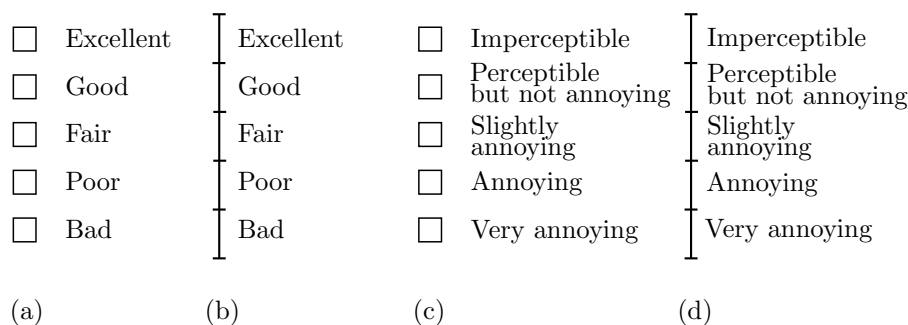 Excellent
Good
Fair
Poor
Bad
(a)
Excellent
Good
Fair
Poor
Bad
(b)
Imperceptible
Perceptible
but not annoying
Slightly
annoying
Annoying
Very annoying
(c)
Imperceptible
Perceptible
but not annoying
Slightly
annoying
Annoying
Very annoying
(d)